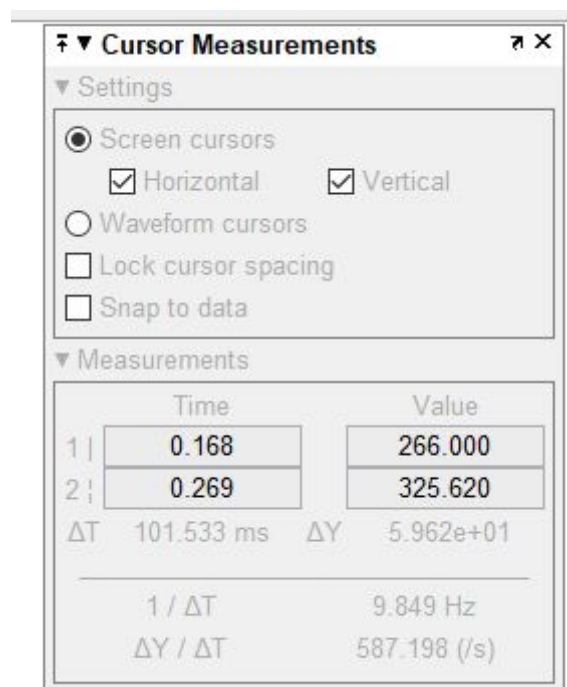 Cursor Measurements
Settings
Screen cursors
Horizontal Vertical
Waveform cursors
Lock cursor spacing
Snap to data
Measurements
Time Value
1 | 0.168 266.000
2 ¦ 0.269 325.620
ΔT 101.533 ms ΔY 5.962e+01
1 / ΔT 9.849 Hz
ΔY / ΔT 587.198 (/s)